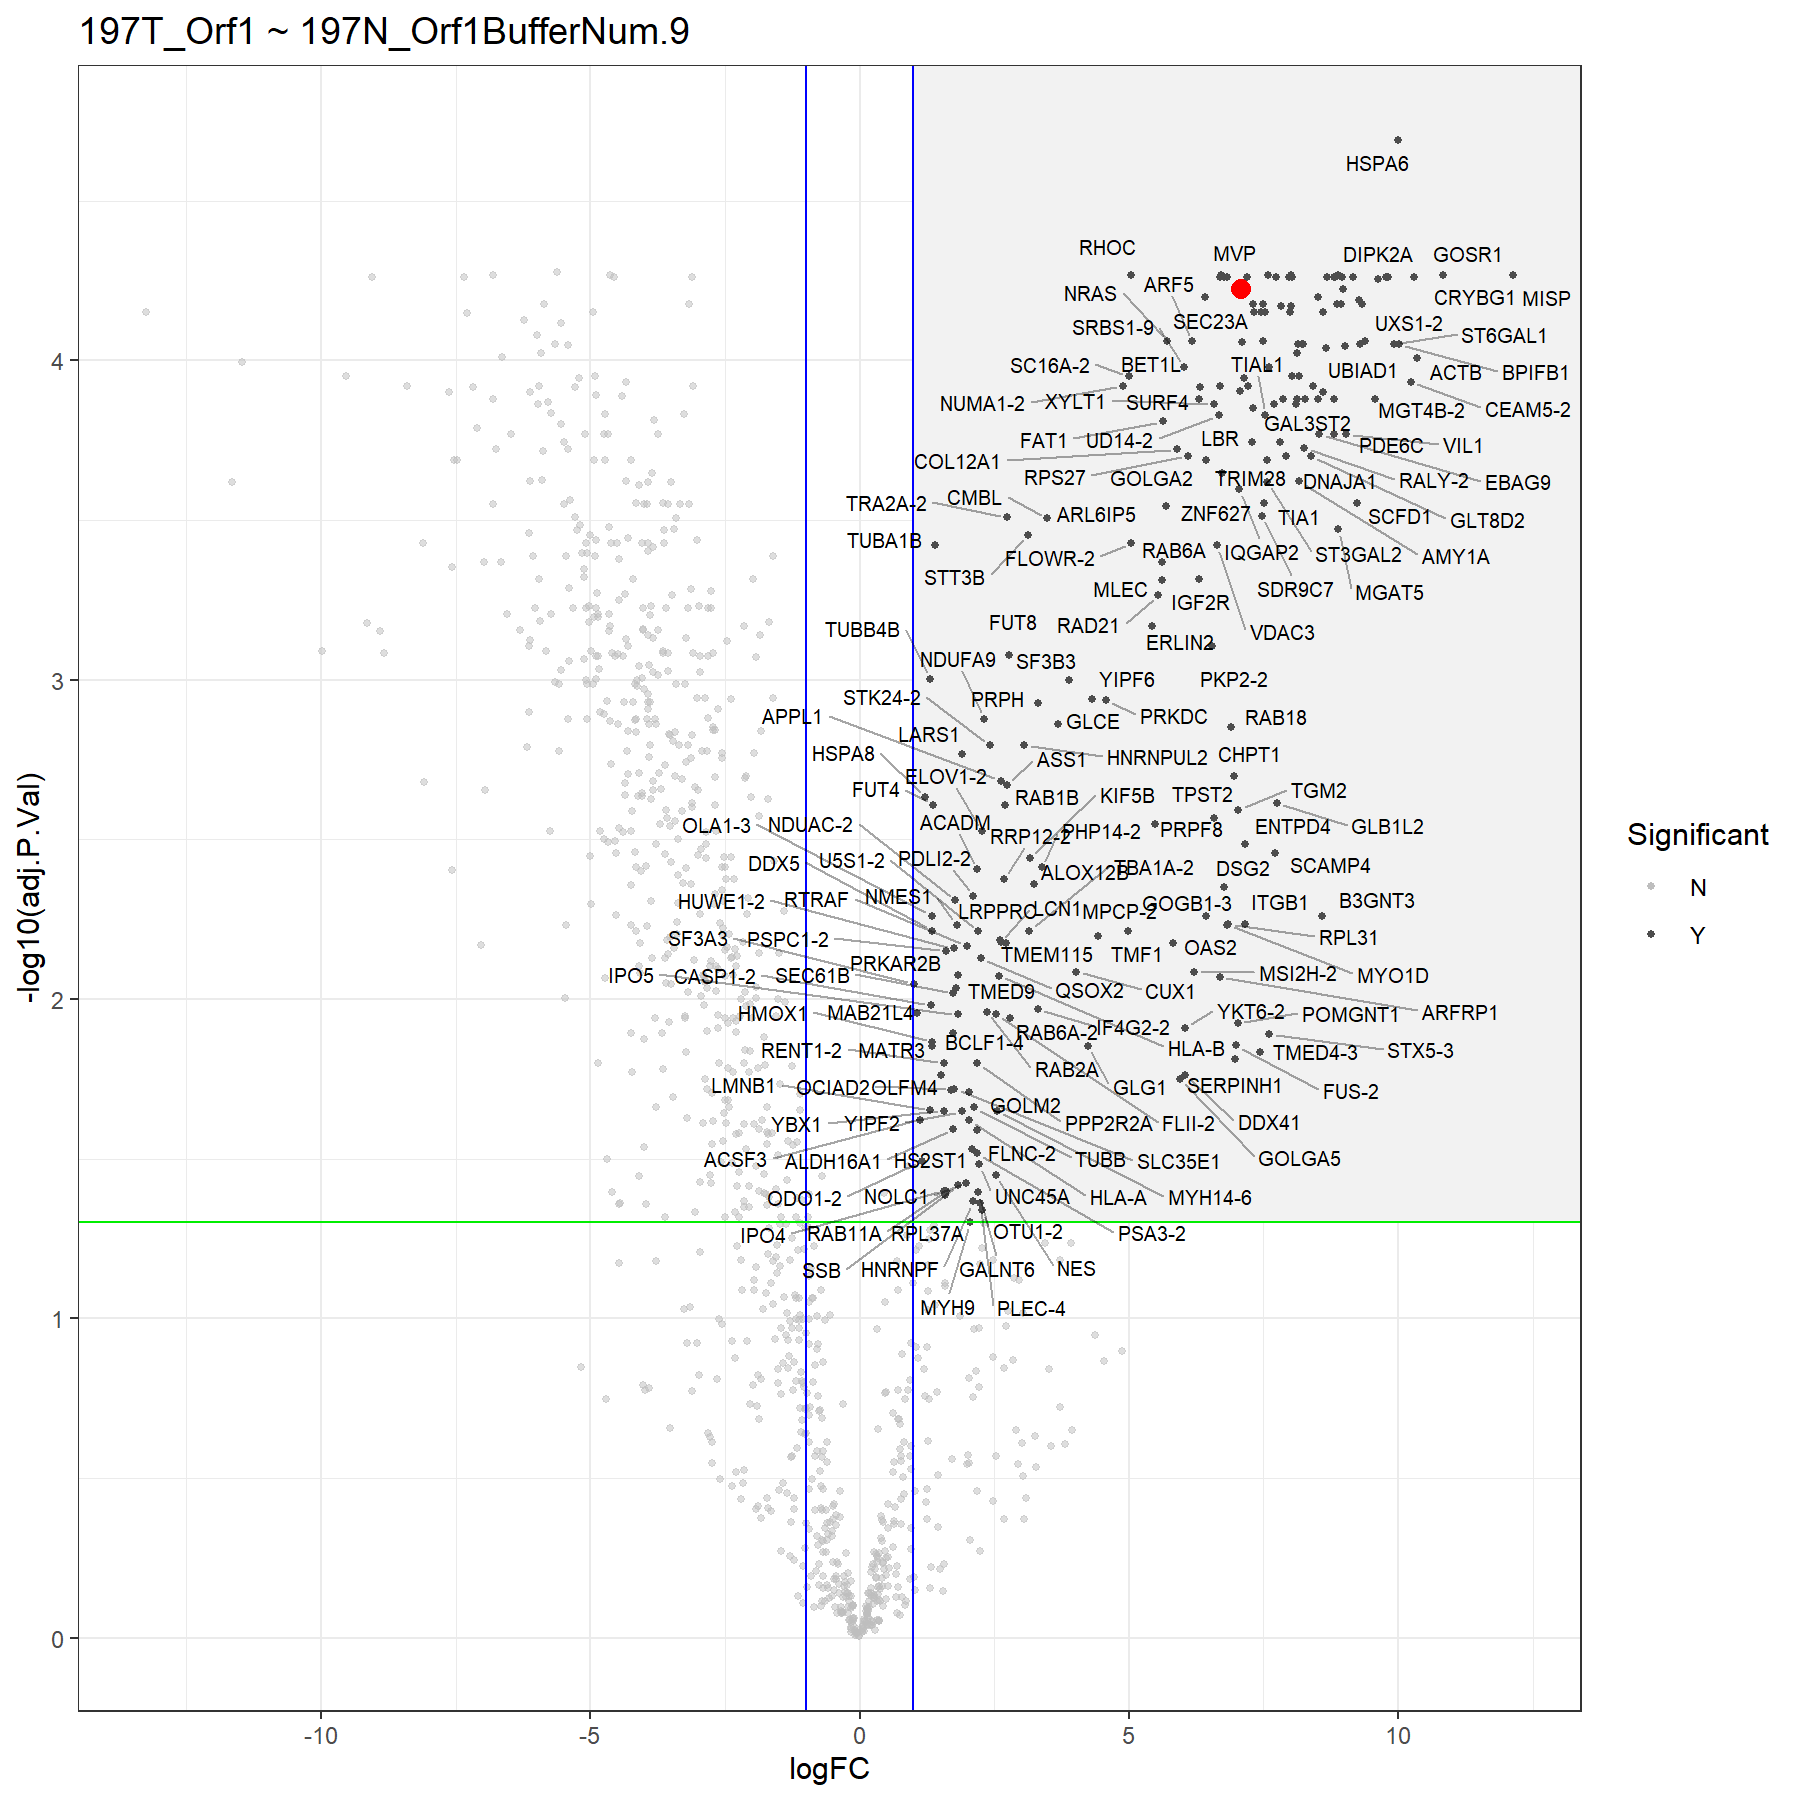 197T_Orf1 ~ 197N_Orf1BufferNum.9
HSPA6
RHOC
MVP
DIPK2A
GOSR1
NRAS
ARF5
CRYBG1
MISP
SRBS1-9
SEC23A
UXS1-2
ST6GAL1
SC16A-2
BET1L
TIAL1
UBIAD1
ACTB
BPIFB1
NUMA1-2
XYLT1
SURF4
MGT4B-2
CEAM5-2
FAT1
UD14-2
LBR
GAL3ST2
PDE6C
VIL1
COL12A1
RPS27
GOLGA2
TRIM28
DNAJA1
RALY-2
EBAG9
TRA2A-2
CMBL
ARL6IP5
ZNF627
TIA1
SCFD1
GLT8D2
TUBA1B
FLOWR-2
RAB6A
IQGAP2
ST3GAL2
AMY1A
STT3B
MLEC
IGF2R
SDR9C7
MGAT5
TUBB4B
FUT8
RAD21
ERLIN2
VDAC3
NDUFA9
SF3B3
YIPF6
PKP2-2
STK24-2
PRPH
APPL1
GLCE
PRKDC
RAB18
LARS1
HSPA8
ASS1
HNRNPUL2
CHPT1
FUT4
ELOV1-2
RAB1B
KIF5B
TPST2
TGM2
OLA1-3
NDUAC-2
ACADM
RRP12-2
PHP14-2
PRPF8
ENTPD4
GLB1L2
DDX5
U5S1-2
PDLI2-2
ALOX12B
TBA1A-2
DSG2
SCAMP4
HUWE1-2
RTRAF
NMES1
LRPPRC
LCN1
MPCP-2
GOGB1-3
ITGB1
B3GNT3
SF3A3
PSPC1-2
PRKAR2B
TMEM115
TMF1
OAS2
RPL31
IPO5
CASP1-2
SEC61B
TMED9
QSOX2
CUX1
MSI2H-2
MYO1D
HMOX1
MAB21L4
RAB6A-2
IF4G2-2
YKT6-2
POMGNT1
ARFRP1
RENT1-2
MATR3
BCLF1-4
RAB2A
HLA-B
TMED4-3
STX5-3
LMNB1
OCIAD2
OLFM4
GOLM2
GLG1
SERPINH1
FUS-2
YBX1
YIPF2
PPP2R2A
FLII-2
DDX41
ACSF3
ALDH16A1
HS2ST1
FLNC-2
TUBB
SLC35E1
GOLGA5
ODO1-2
NOLC1
UNC45A
HLA-A
MYH14-6
IPO4
RAB11A
RPL37A
OTU1-2
PSA3-2
SSB
HNRNPF
GALNT6
NES
MYH9
PLEC-4
4
3
2
1
0
-log10(adj.P.Val)
-10
-5
0
5
10
logFC
Significant
N
Y